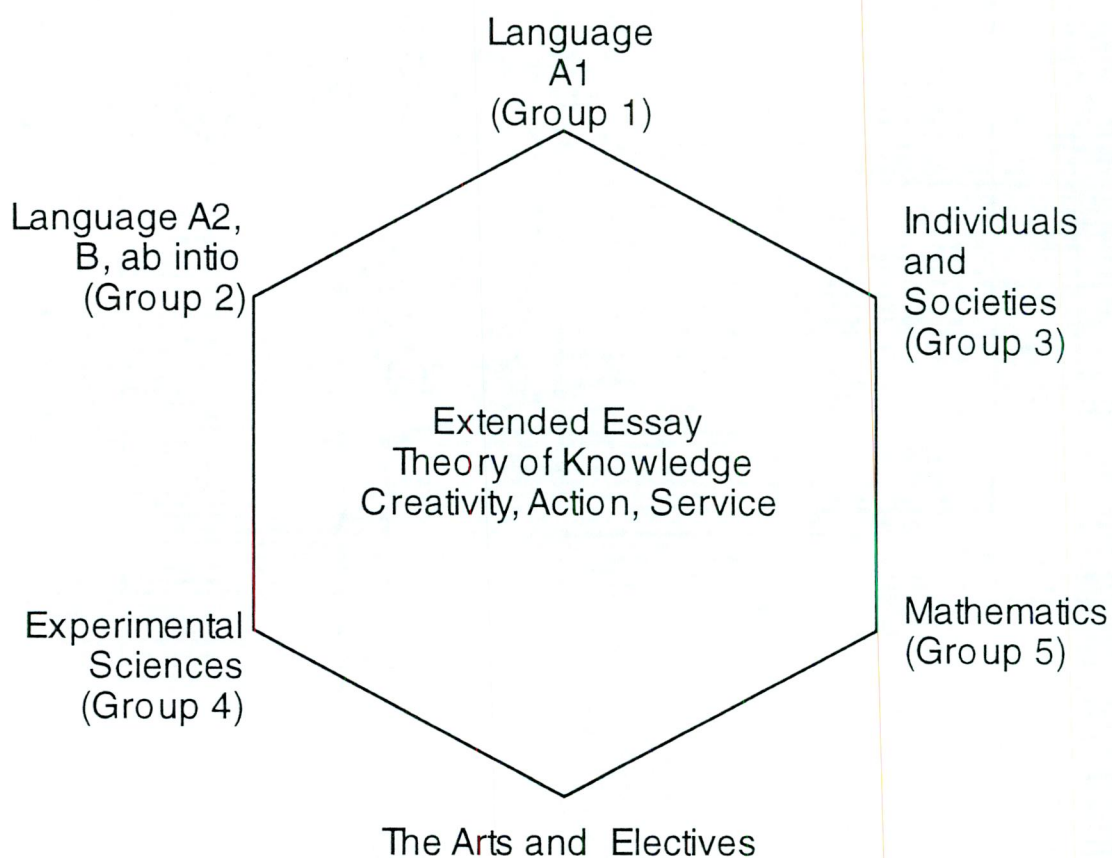 Language
A1
(Group 1)
Language A2,
B, ab intio
(Group 2)
Individuals
and
Societies
(Group 3)
Extended Essay
Theory of Knowledge
Creativity, Action, Service
Experimental
Sciences
(Group 4)
Mathematics
(Group 5)
The Arts and Electives